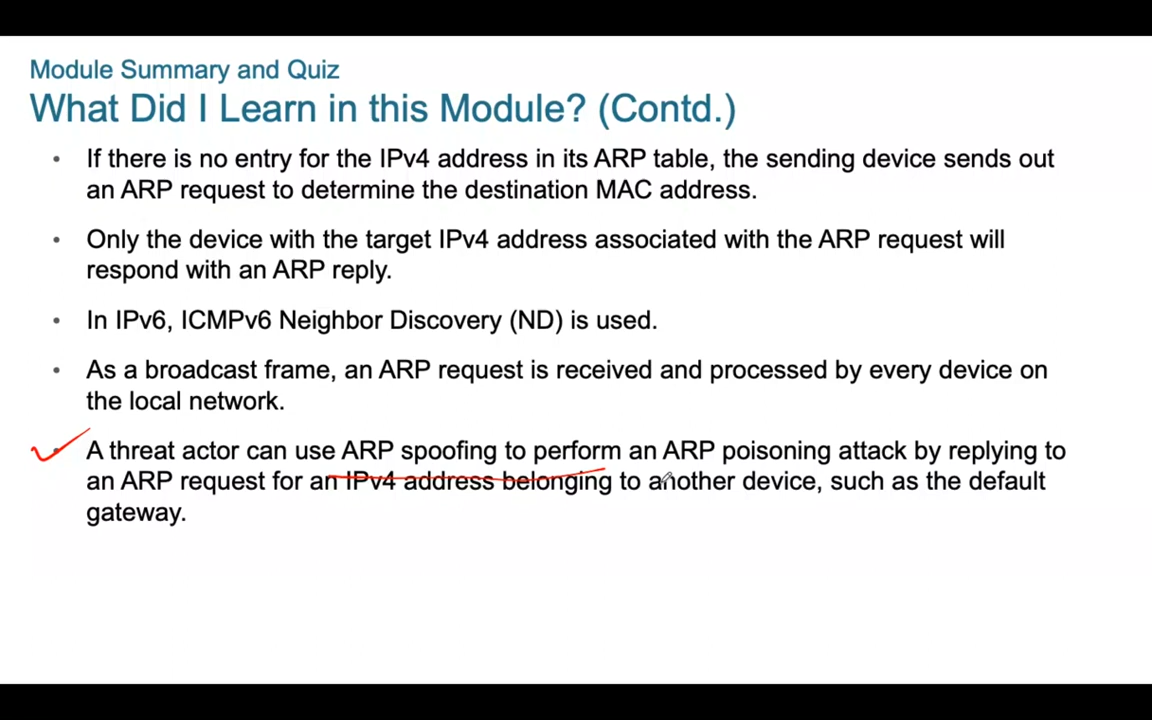 Module Summary and Quiz
What Did I Learn in this Module? (Contd.)
• If there is no entry for the IPv4 address in its ARP table, the sending device sends out
an ARP request to determine the destination MAC address.
• Only the device with the target IPv4 address associated with the ARP request will
respond with an ARP reply.
• In IPv6, ICMPv6 Neighbor Discovery (ND) is used.
• As a broadcast frame, an ARP request is received and processed by every device on
the local network.
• A threat actor can use ARP spoofing to perform an ARP poisoning attack by replying to
an ARP request for an IPv4 address belonging to another device, such as the default
gateway.